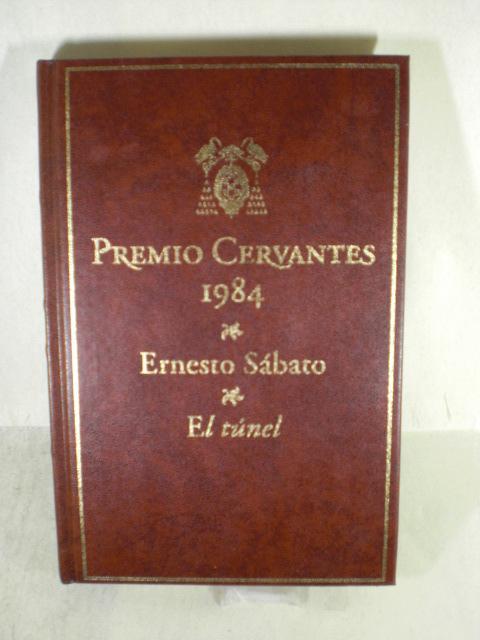 PREMIO CERVANTES
1984
Ernesto Sábato
El túnel